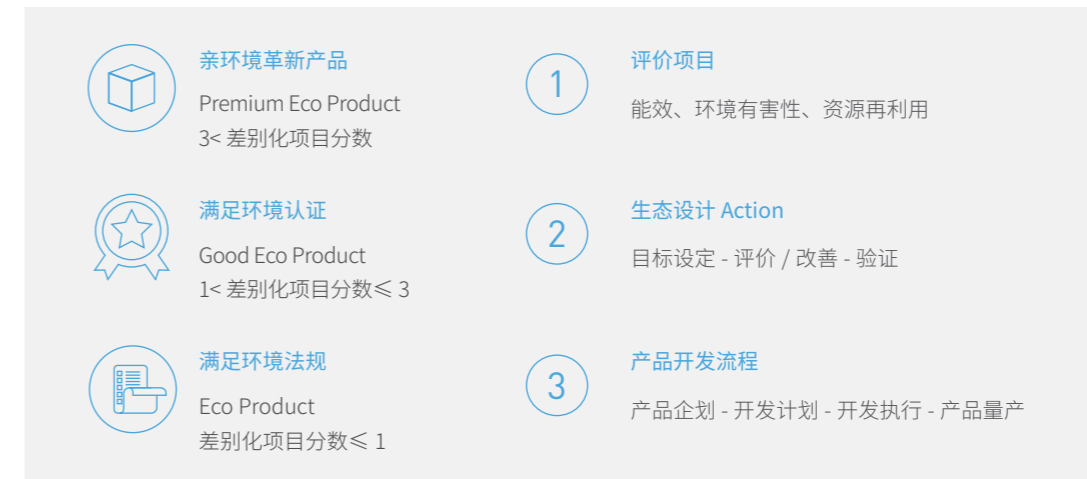 亲环境革新产品
Premium Eco Product
3< 差别化项目分数
满足环境认证
Good Eco Product
1< 差别化项目分数≤ 3
满足环境法规
Eco Product
差别化项目分数≤ 1
1
评价项目
能效、环境有害性、资源再利用
2
生态设计 Action
目标设定 - 评价 / 改善 - 验证
3
产品开发流程
产品企划 - 开发计划 - 开发执行 - 产品量产